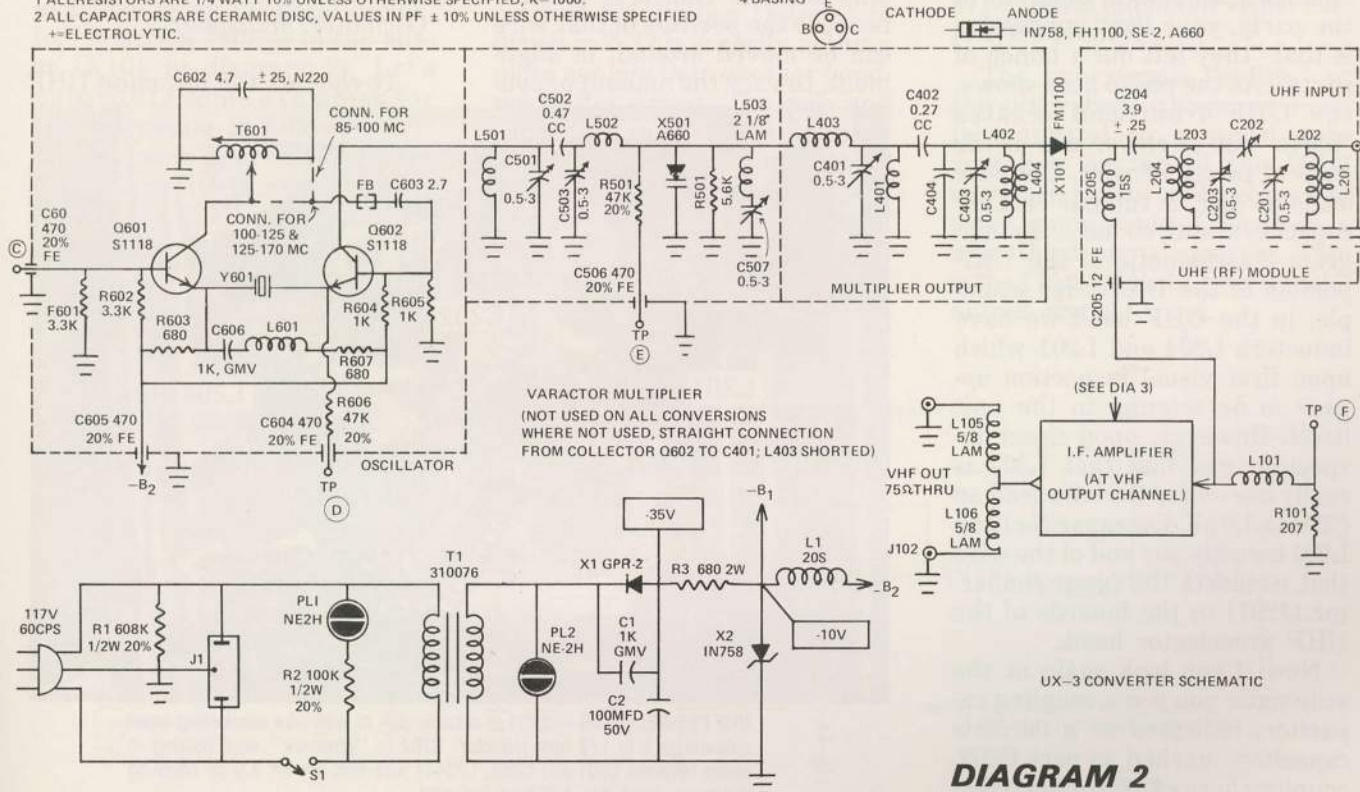 1 ALLRESISTORS ARE 1/4 WATT 10% UNLESS OTHERWISE SPECIFIED, K=1000.
2 ALL CAPACITORS ARE CERAMIC DISC, VALUES IN PF, ± 10% UNLESS OTHERWISE SPECIFIED
+=ELECTROLYTIC.
4 BASING
E
B
C
CATHODE
ANODE
IN758, FH1100, SE-2, A660
C602 4.7 ±25, N220
T601
CONN. FOR
85-100 MC
CONN. FOR
100-125 &
125-170 MC
FB
C603 2.7
C60
470
20%
FE
C
Q601
S1118
Q602
S1118
Y601
F601
3.3K
R602
3.3K
R603
680
C606
1K, GMV
L601
R604
1K
R605
1K
R607
680
R606
47K
20%
C605 470
20% FE
C604 470
20% FE
-B2
TP
D
OSCILLATOR
L501
C501
0.5-3
C502
0.47
CC
C503
0.5-3
L502
X501
A660
R501
47K
20%
R501
5.6K
L503
2 1/8"
LAM
C507
0.5-3
C506 470
20% FE
TP
E
VARACTOR MULTIPLIER
(NOT USED ON ALL CONVERSIONS
WHERE NOT USED, STRAIGHT CONNECTION
FROM COLLECTOR Q602 TO C401; L403 SHORTED)
L403
C401
0.5-3
L401
C402
0.27
CC
C404
C403
0.5-3
L402
L404
MULTIPLIER OUTPUT
X101
FM1100
UHF INPUT
C204
3.9
± .25
L205
15S
L204
L203
C203
0.5-3
C202
C201
0.5-3
L202
L201
C205 12 FE
UHF (RF) MODULE
(SEE DIA 3)
I.F. AMPLIFIER
(AT VHF
OUTPUT CHANNEL)
L105
5/8
LAM
VHF OUT
75Ω THRU
L106
5/8
LAM
J102
L101
TP
F
R101
207
117V
60CPS
R1 608K
1/2W 20%
J1
PL1
NE2H
R2 100K
1/2W
20%
S1
T1
310076
PL2
NE-2H
X1 GPR-2
C1
1K
GMV
C2
100MFD
50V
-35V
R3 680 2W
-B1
L1
20S
-B2
-10V
X2
IN758
UX-3 CONVERTER SCHEMATIC
DIAGRAM 2